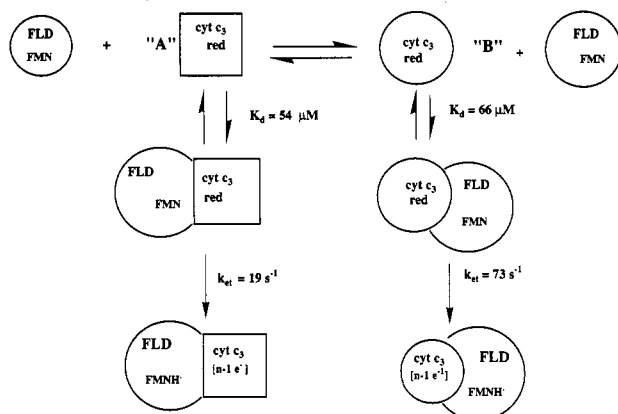 FLD
FMN
+
"A"
cyt c3
red
cyt c3
red
"B"
+
FLD
FMN
Kd = 54 µM
Kd = 66 µM
FLD
FMN
cyt c3
red
cyt c3
red
FLD
FMN
ket = 19 s-1
ket = 73 s-1
FLD
FMNH·
cyt c3
[n-1 e-]
cyt c3
[n-1 e-1]
FLD
FMNH·